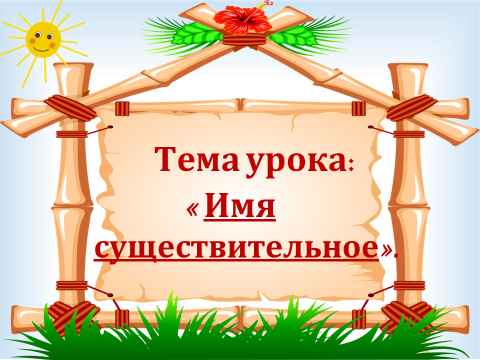 Тема урока:
« Имя
существительное».